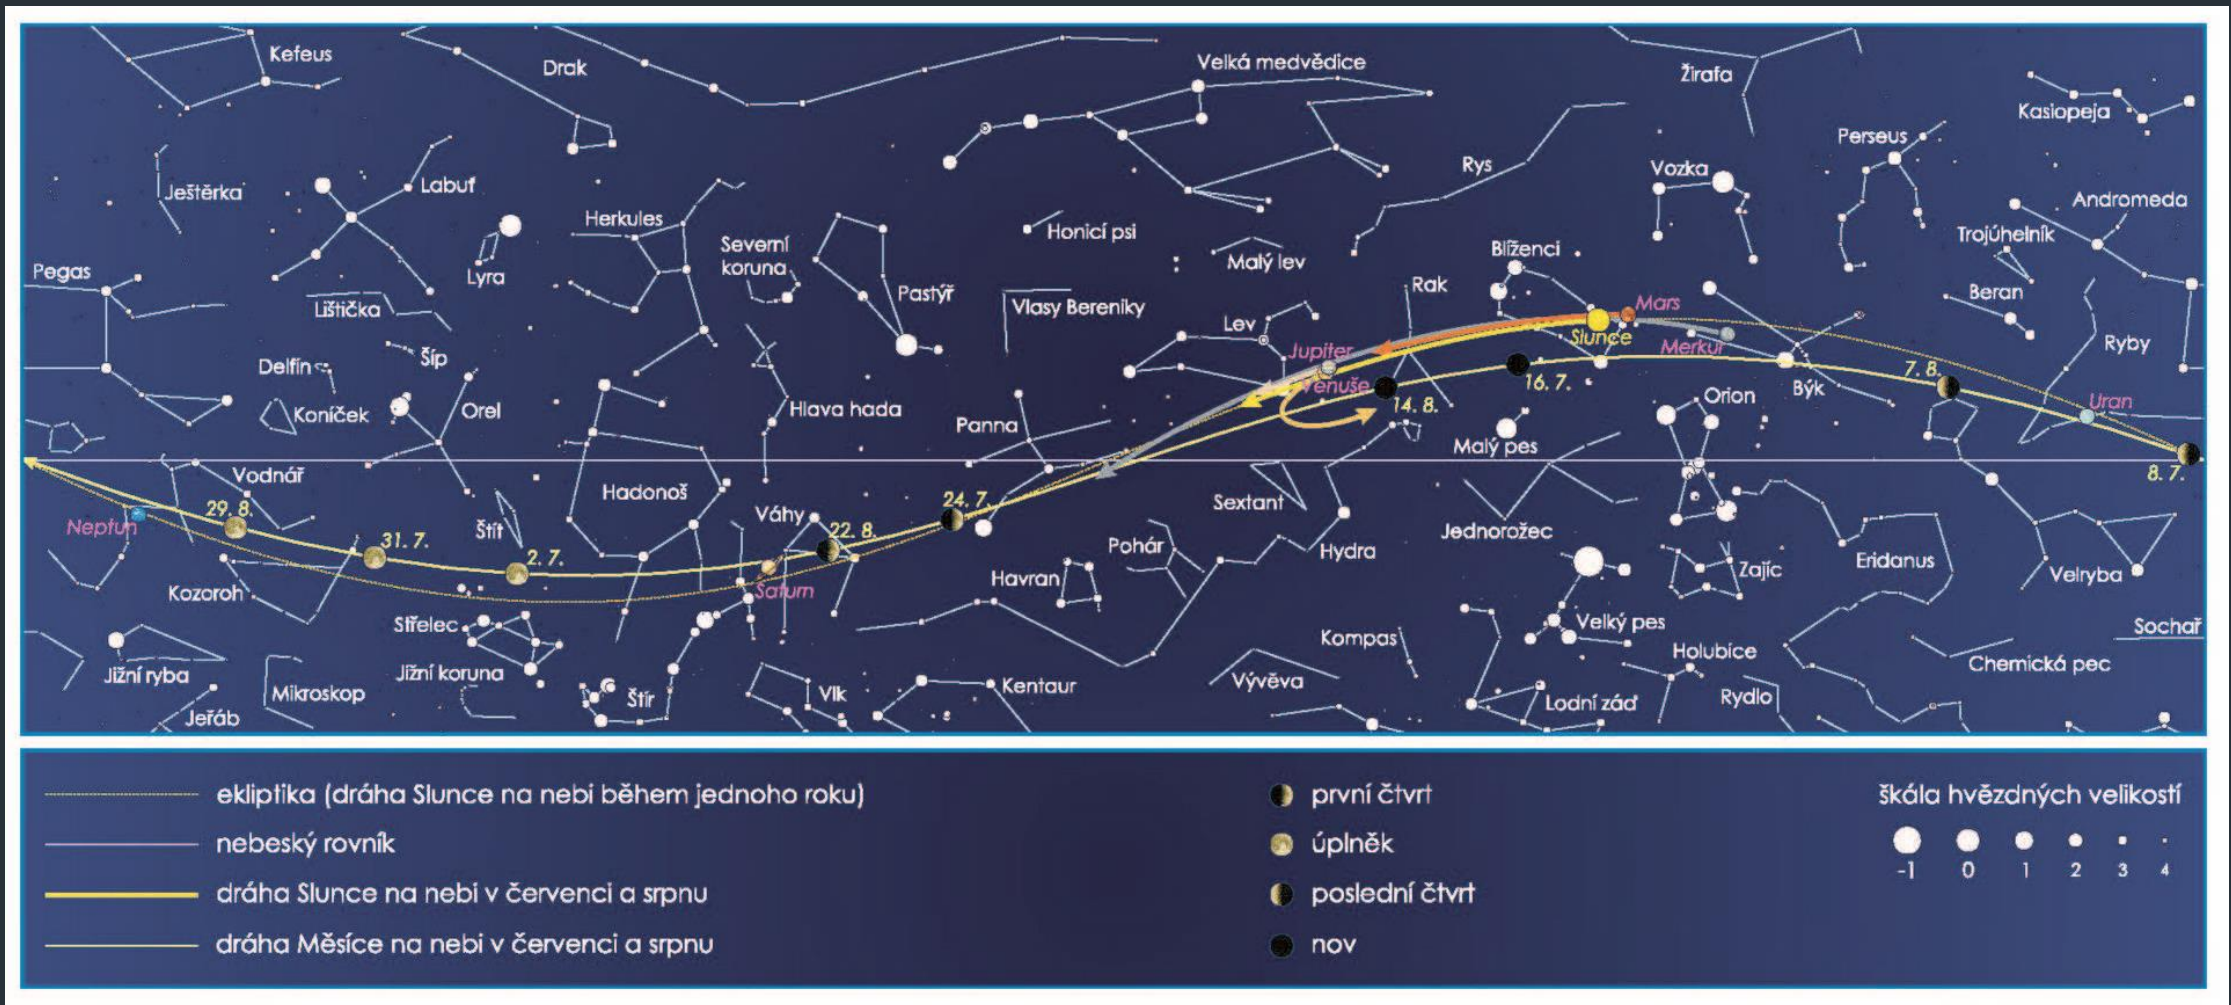 Kefeus
Drak
Velká medvědice
Žirafa
Kasiopeja
Perseus
Ještěrka
Labuť
Rys
Vozka
Andromeda
Herkules
Honicí psi
Trojúhelník
Severní
koruna
Malý lev
Blíženci
Pegas
Lyra
Lištička
Pastýř
Vlasy Bereniky
Rak
Beran
Mars
Lev
Slunce
Merkur
Ryby
Šíp
Delfín
Jupiter
Venuše
16. 7.
Býk
7. 8.
Koníček
Orel
Hlava hada
14. 8.
Orion
Uran
Panna
Malý pes
8. 7.
Vodnář
Hadonoš
Váhy
24. 7.
Sextant
29. 8.
Neptun
Štít
22. 8.
Jednorožec
31. 7.
2. 7.
Pohár
Hydra
Eridanus
Kozoroh
Saturn
Havran
Zajíc
Velryba
Střelec
Kompas
Velký pes
Sochař
Jižní ryba
Jižní koruna
Holubice
Chemická pec
Mikroskop
Štír
Vlk
Kentaur
Vývěva
Lodní záď
Rydlo
Jeřáb
ekliptika (dráha Slunce na nebi během jednoho roku)
nebeský rovník
dráha Slunce na nebi v červenci a srpnu
dráha Měsíce na nebi v červenci a srpnu
první čtvrt
úplněk
poslední čtvrt
nov
škála hvězdných velikostí
-1 0 1 2 3 4